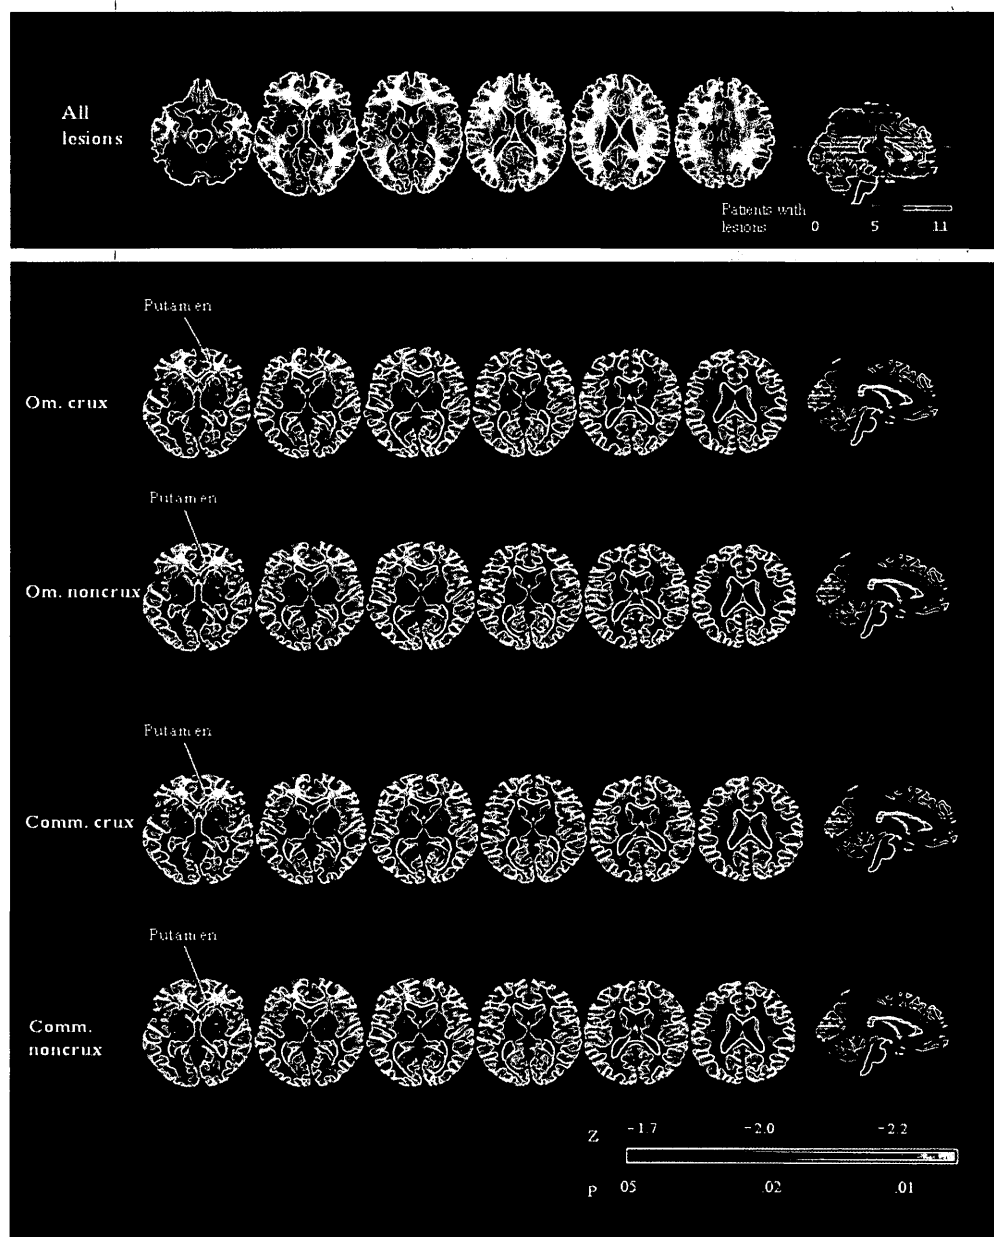 All
lesions
Patients with
lesions 0 5 11
Putamen
Om. crux
Putamen
Om. noncrux
Putamen
Comm. crux
Putamen
Comm.
noncrux
Z -1.7 -2.0 -2.2
P 05 .02 .01